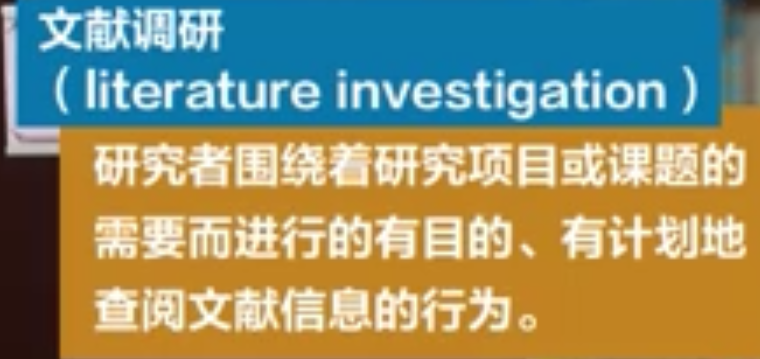 文献调研
（literature investigation）
研究者围绕着研究项目或课题的
需要而进行的有目的、有计划地
查阅文献信息的行为。